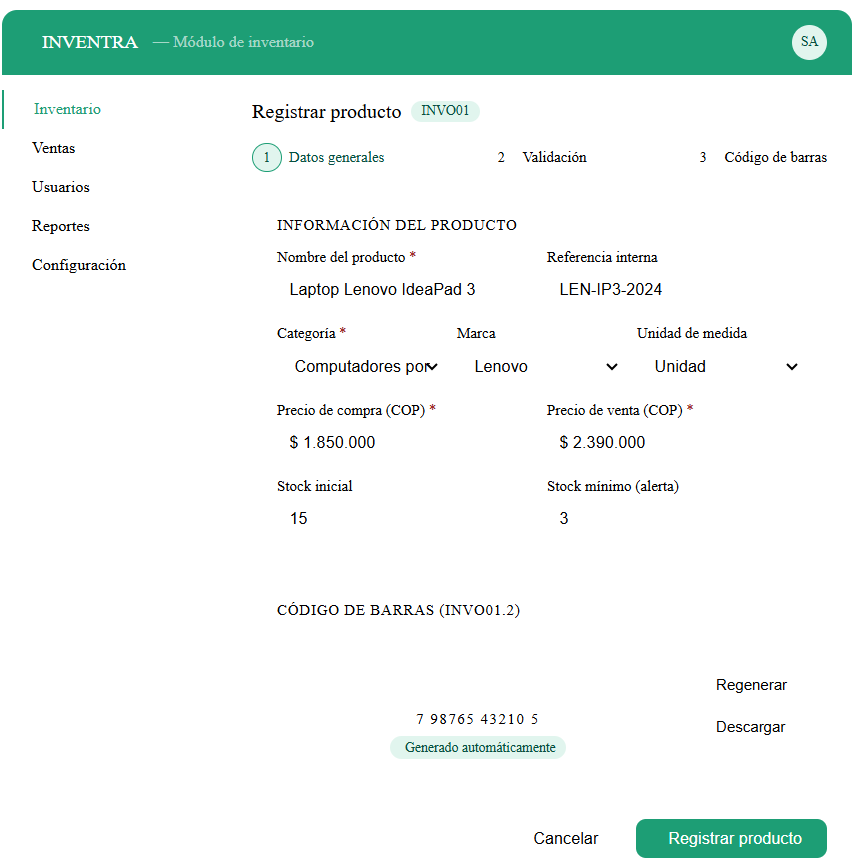 INVENTRA — Módulo de inventario SA
Inventario
Ventas
Usuarios
Reportes
Configuración
Registrar producto INVO01
1 Datos generales 2 Validación 3 Código de barras
INFORMACIÓN DEL PRODUCTO
Nombre del producto * Referencia interna
Laptop Lenovo IdeaPad 3 LEN-IP3-2024
Categoría * Marca Unidad de medida
Computadores por Lenovo Unidad
Precio de compra (COP) * Precio de venta (COP) *
$ 1.850.000 $ 2.390.000
Stock inicial Stock mínimo (alerta)
15 3
CÓDIGO DE BARRAS (INVO01.2)
Regenerar
7 98765 43210 5
Descargar
Generado automáticamente
Cancelar Registrar producto